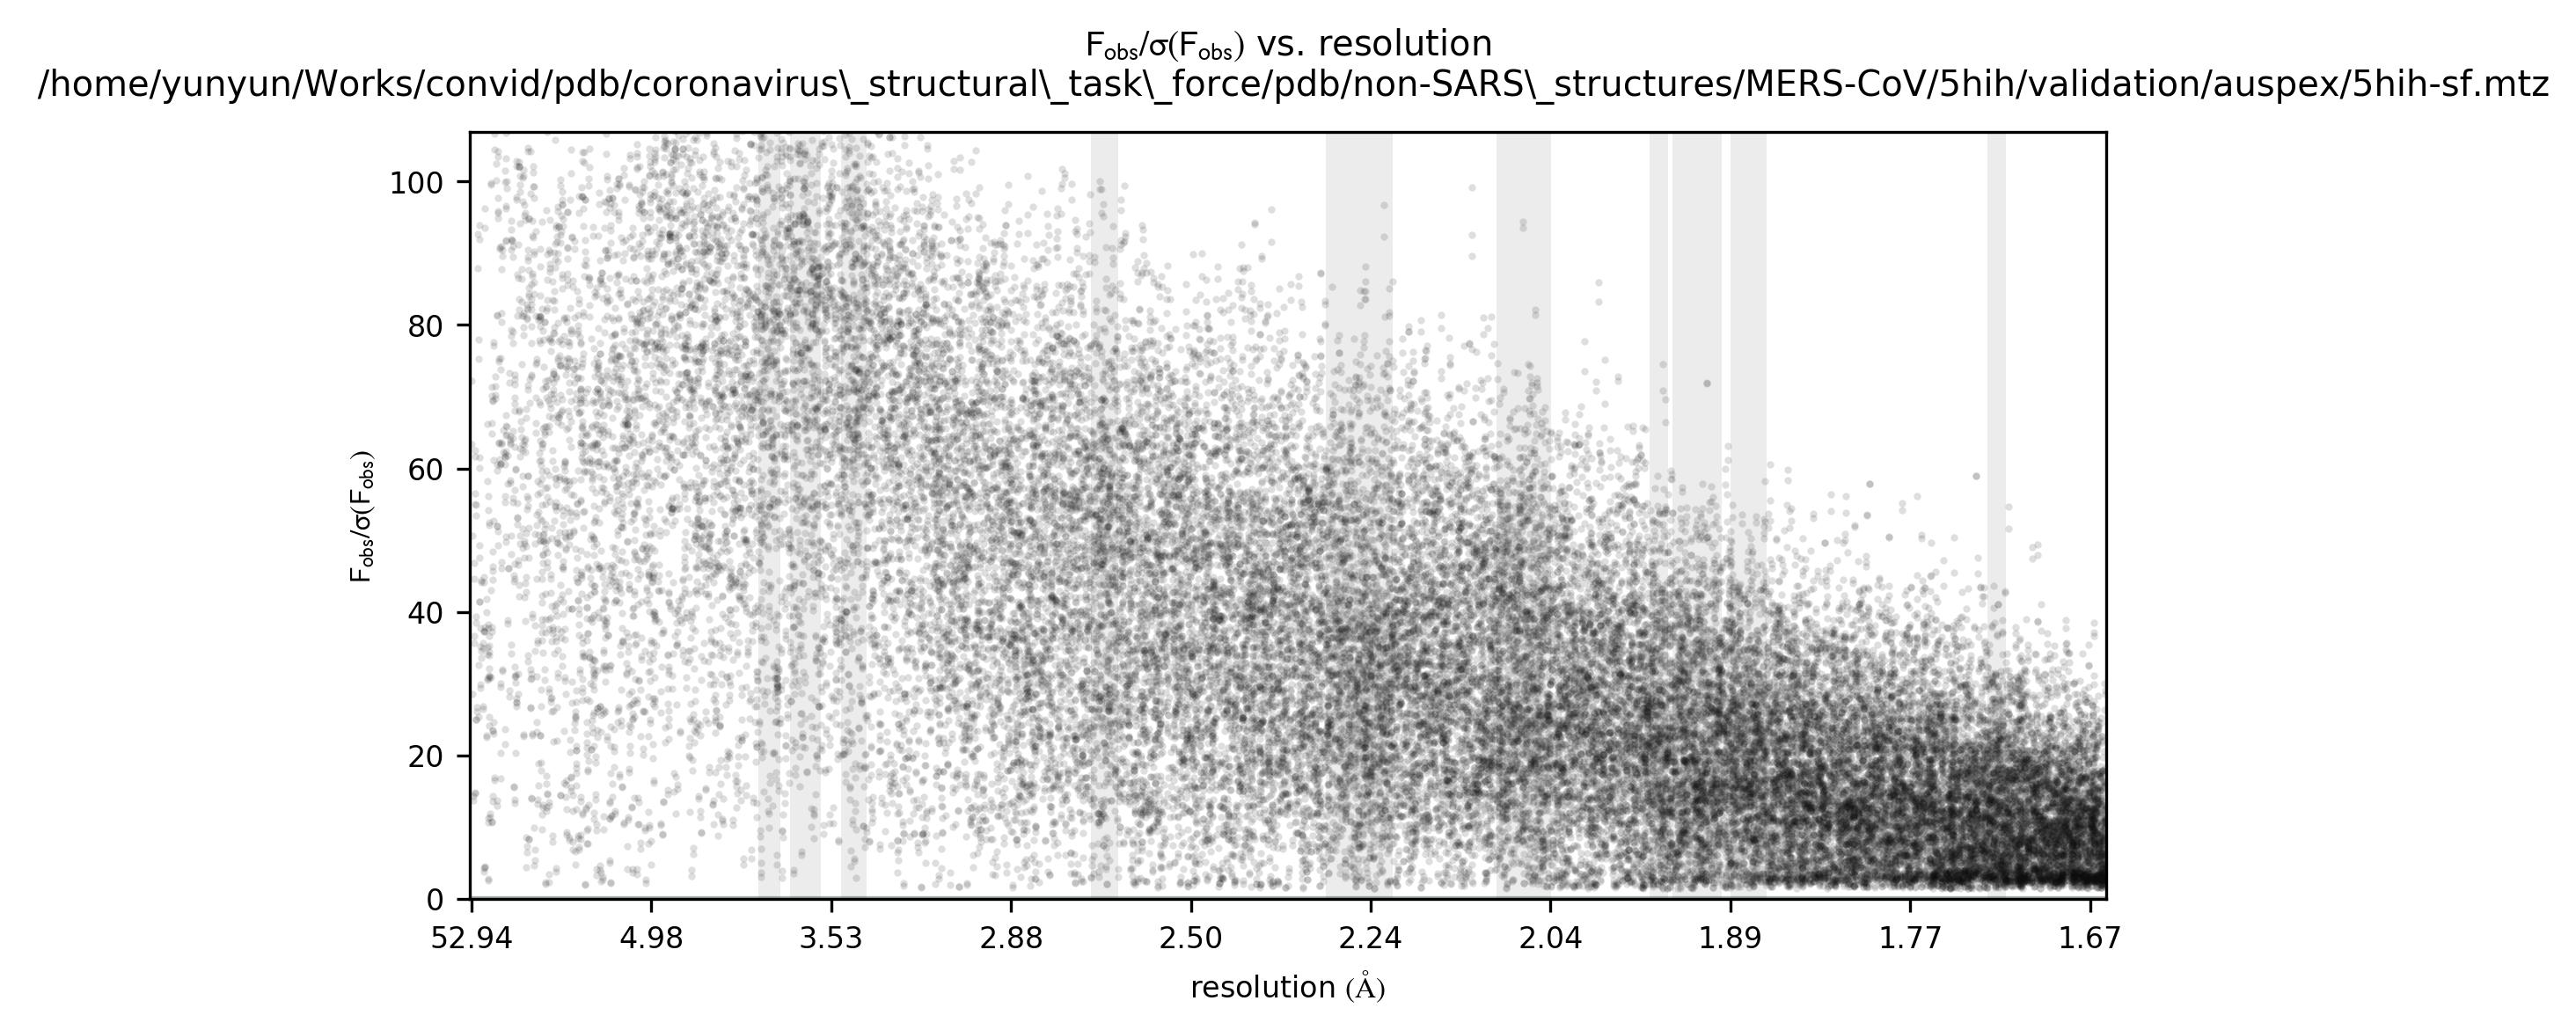 Fobs/σ(Fobs) vs. resolution
/home/yunyun/Works/convid/pdb/coronavirus\_structural\_task\_force/pdb/non-SARS\_structures/MERS-CoV/5hih/validation/auspex/5hih-sf.mtz
Fobs/σ(Fobs)
100
80
60
40
20
0
52.94 4.98 3.53 2.88 2.50 2.24 2.04 1.89 1.77 1.67
resolution (Å)